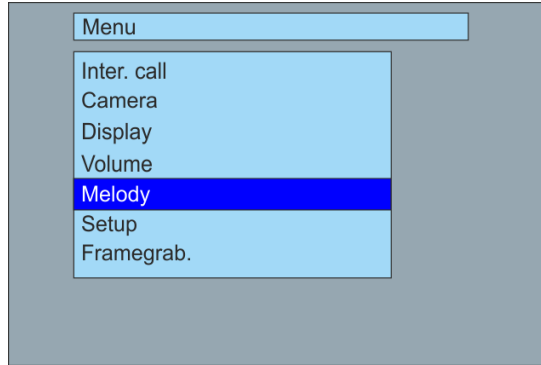 Menu
Inter. call
Camera
Display
Volume
Melody
Setup
Framegrab.